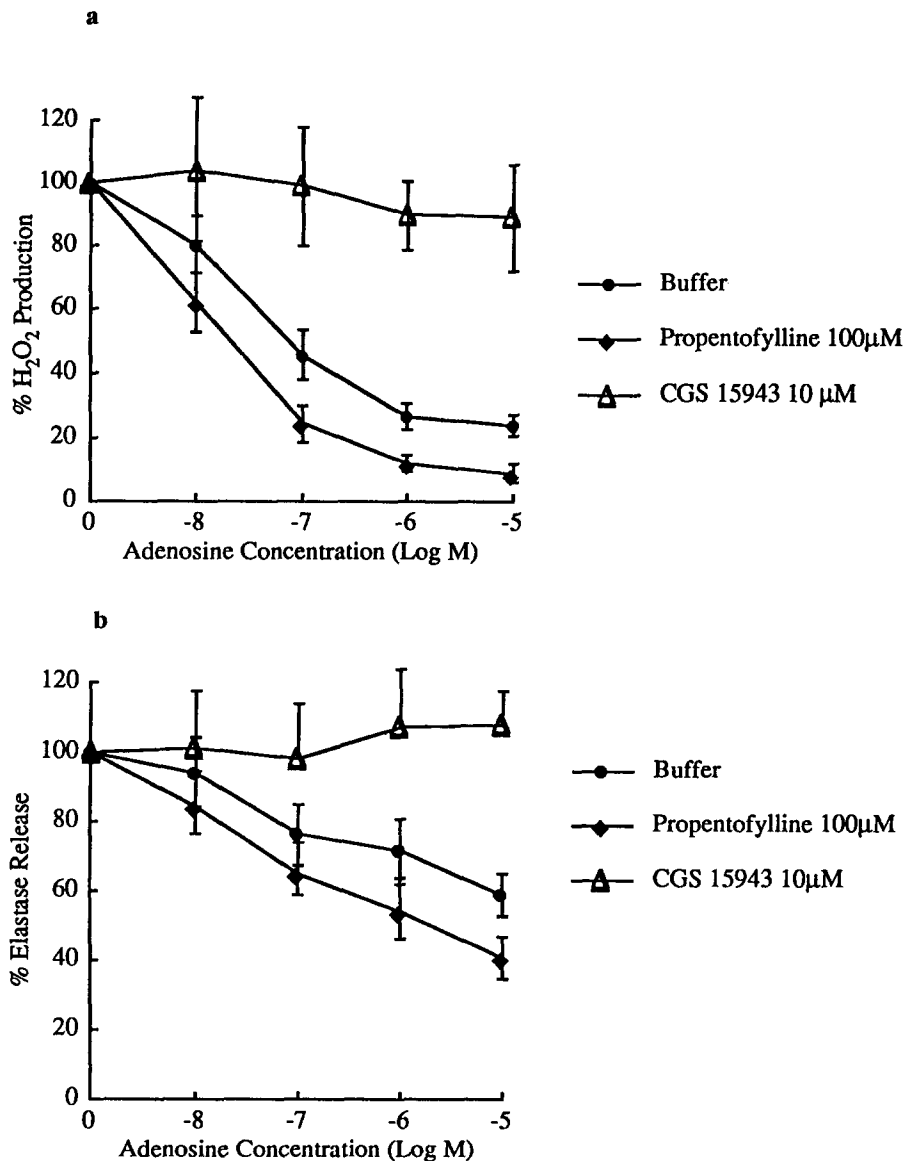 a
120
100
80
60
40
20
0
% H₂O₂ Production
0 -8 -7 -6 -5
Adenosine Concentration (Log M)
Buffer
Propentofylline 100μM
CGS 15943 10 μM
b
120
100
80
60
40
20
0
% Elastase Release
0 -8 -7 -6 -5
Adenosine Concentration (Log M)
Buffer
Propentofylline 100μM
CGS 15943 10μM